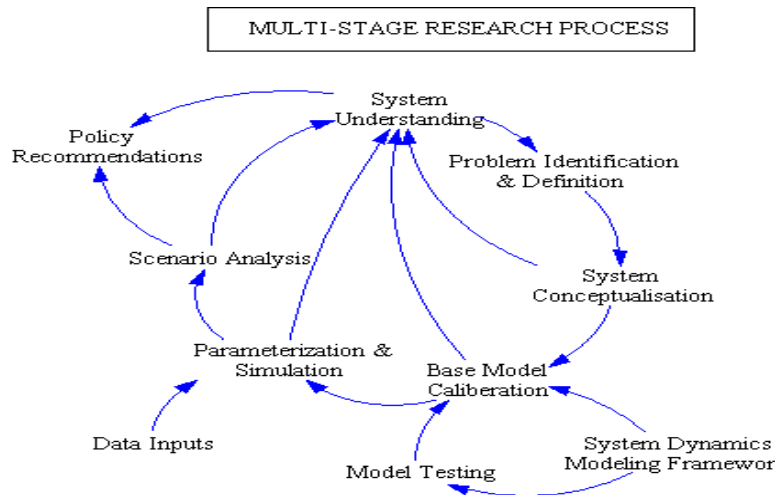 MULTI-STAGE RESEARCH PROCESS
System
Understanding
Policy
Recommendations
Problem Identification
& Definition
Scenario Analysis
System
Conceptualisation
Parameterization &
Simulation
Base Model
Caliberation
Data Inputs
Model Testing
System Dynamics
Modeling Framewor